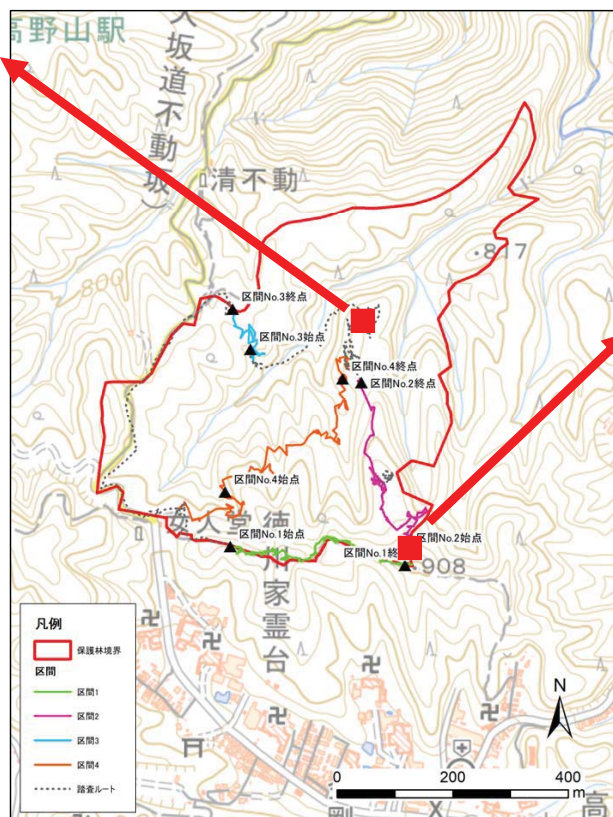 高野山駅
大坂道不動坂)
清不動
817
800
区間No.3終点
区間No.3始点
区間No.4終点
区間No.2終点
区間No.4始点
女人堂
徳川家霊台
区間No.1始点
区間No.2始点
区間No.1終
908
凡例
保護林境界
区間
区間1
区間2
区間3
区間4
踏査ルート
N
0 200 400
m
高